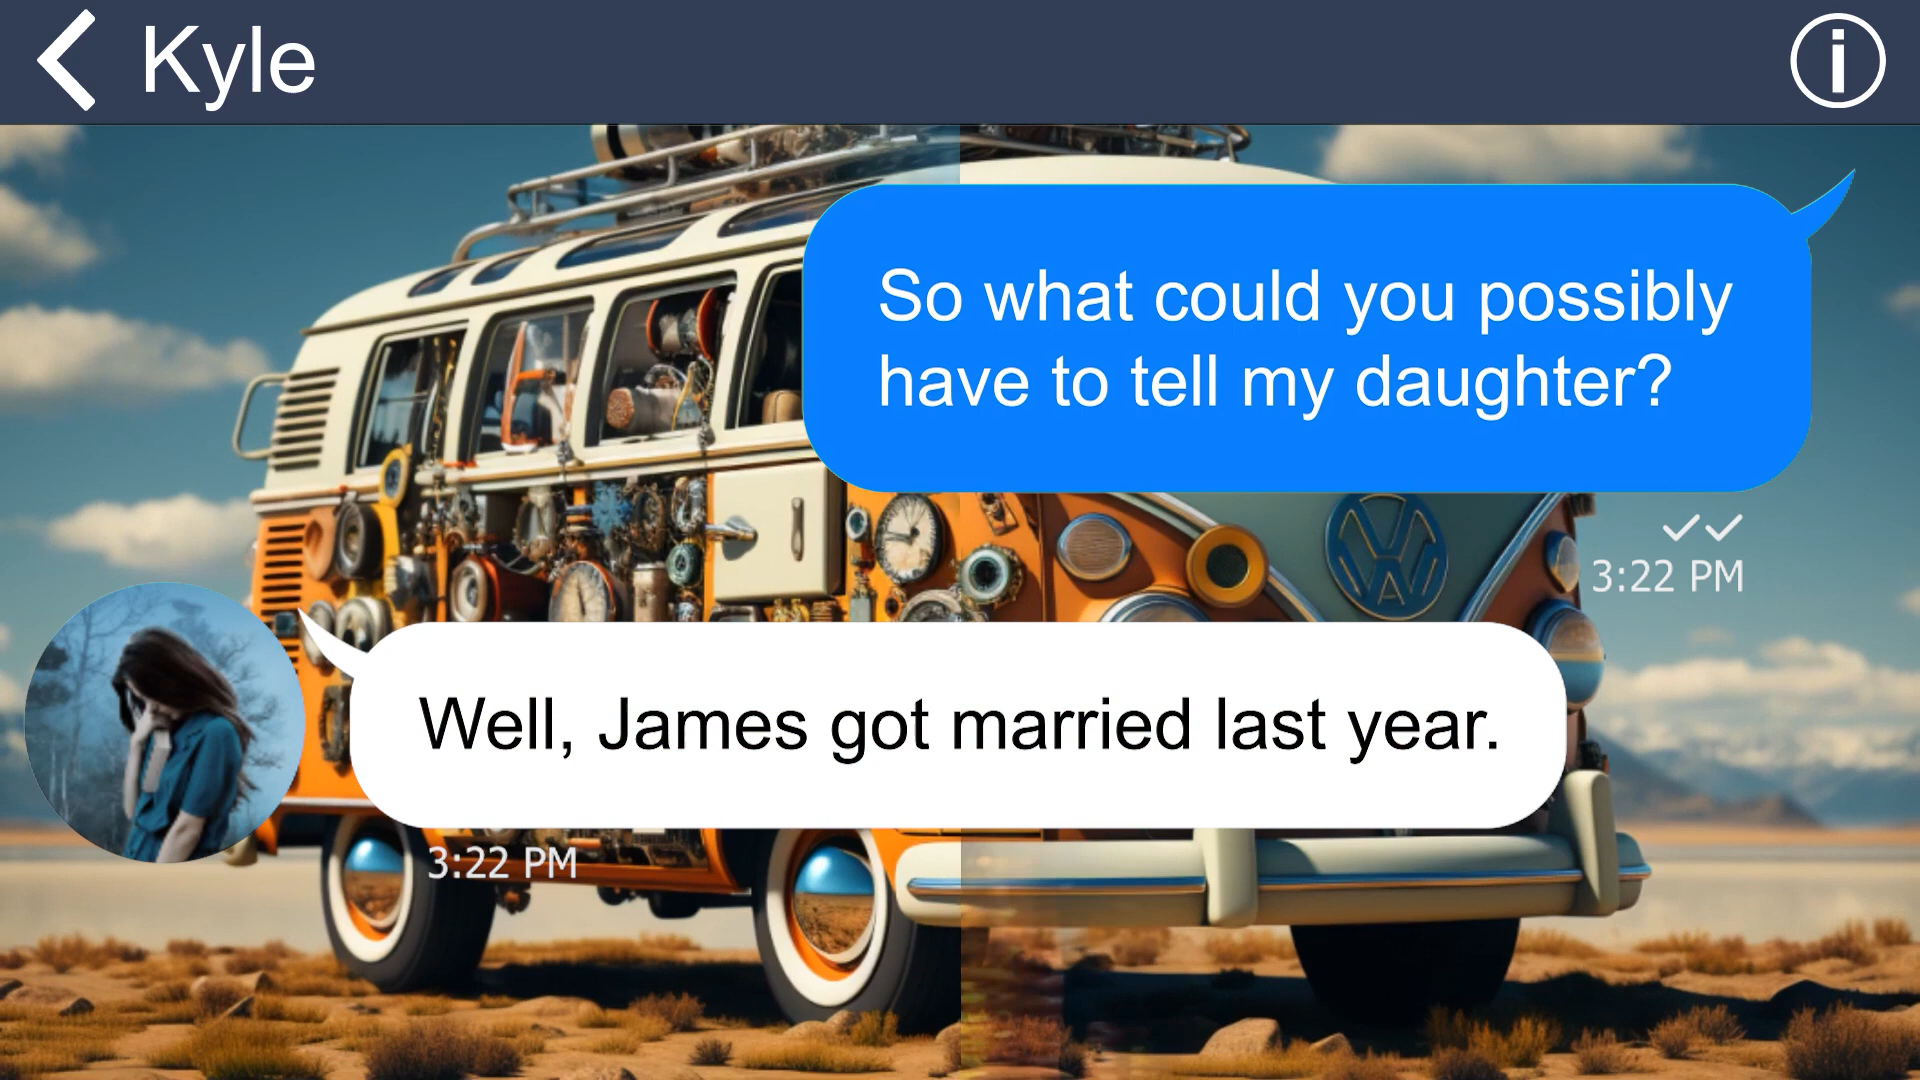 Kyle
So what could you possibly
have to tell my daughter?
3:22 PM
Well, James got married last year.
3:22 PM